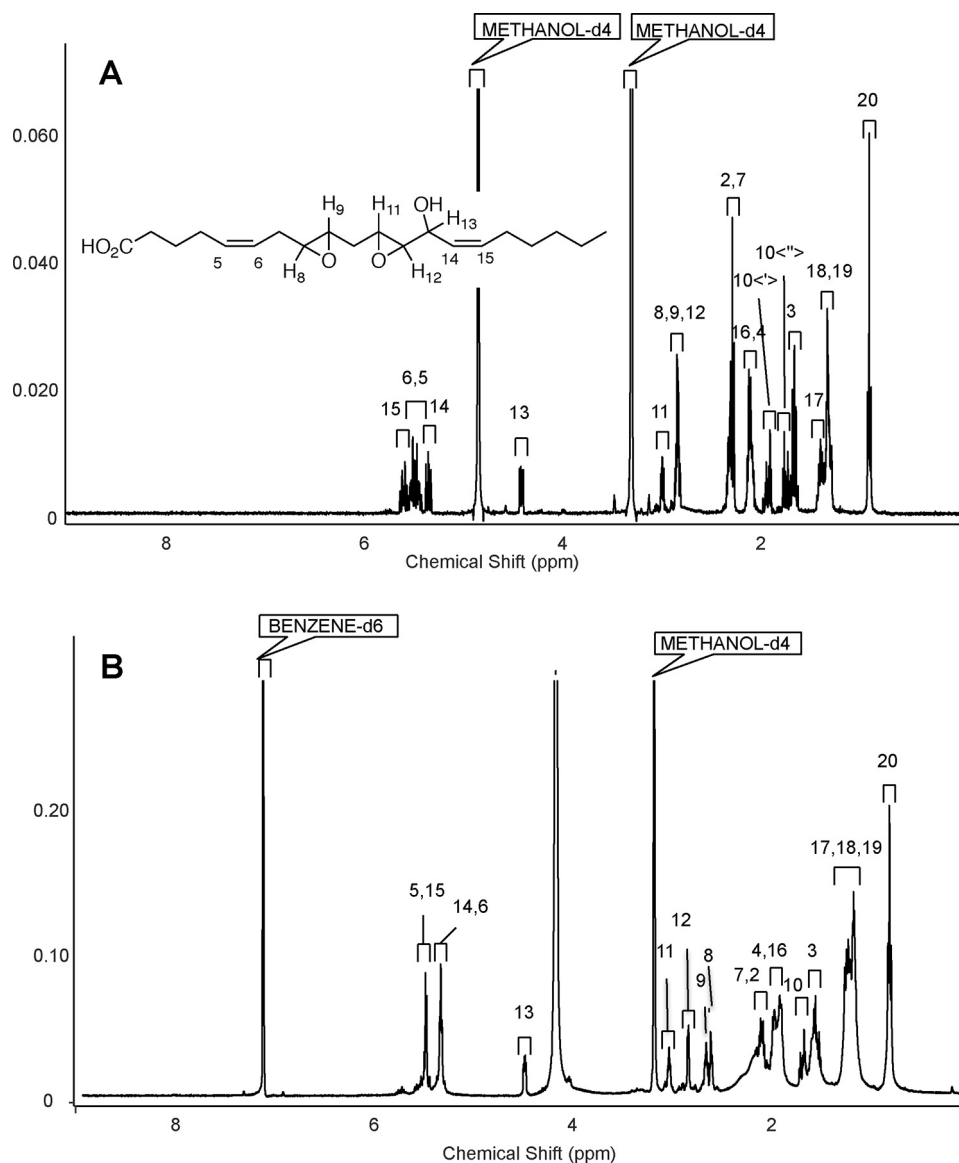 METHANOL-d4 METHANOL-d4
A
20
0.060
H9 H11 OH
2,7
H13
10<">
HO2C
18,19
10<'>
5 6 O O 14 15
H8 H12
0.040
8,9,12
16,4
3
6,5
0.020
15 14
13
11
17
0
8 6 4 2
Chemical Shift (ppm)
BENZENE-d6
METHANOL-d4
B
20
0.20
17,18,19
5,15
14,6
12
11
8
4,16
3
0.10
7,2
9
10
13
0
8 6 4 2
Chemical Shift (ppm)